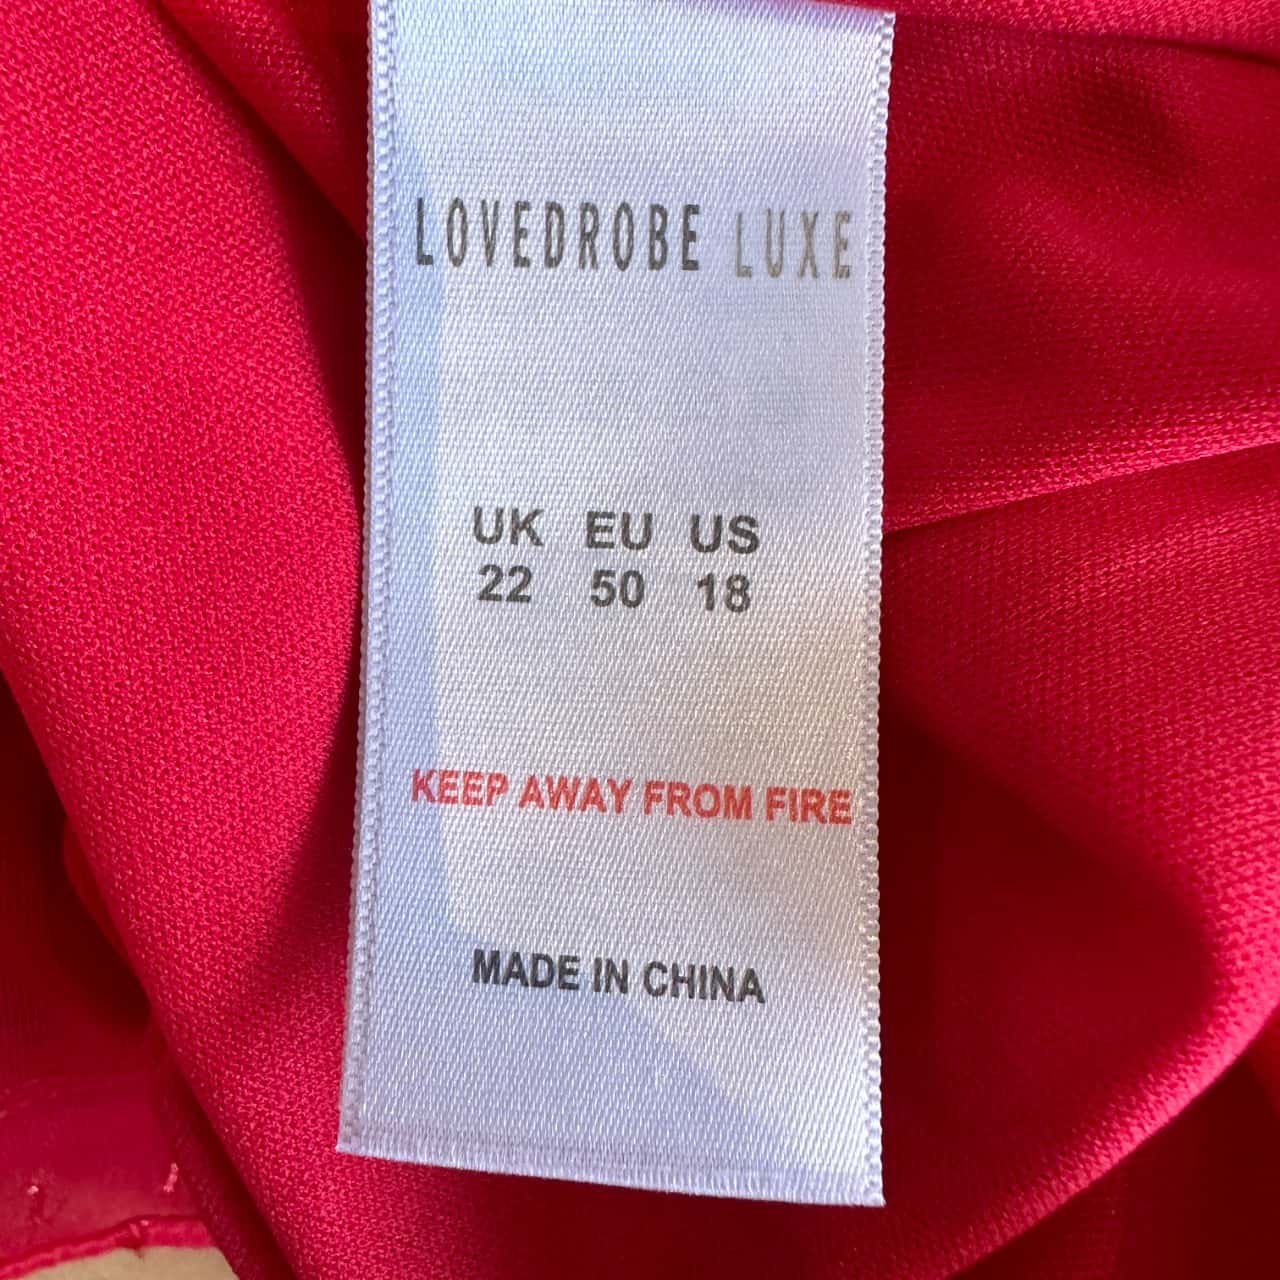 LOVEDROBE LUXE
UK EU US
22 50 18
KEEP AWAY FROM FIRE
MADE IN CHINA